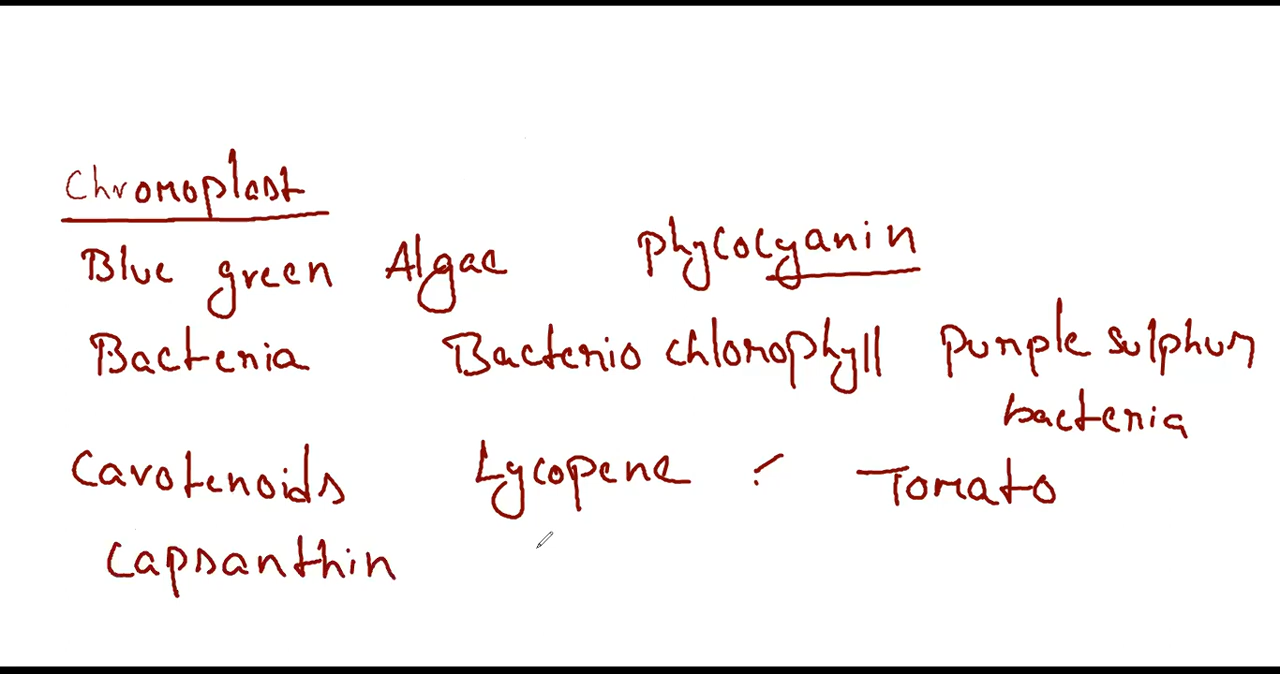 Chromoplast
Blue green Algae Phycocyanin
Bacteria Bacterio chlorophyll purple sulphur
bacteria
Carotenoids Lycopene : Tomato
Capsanthin